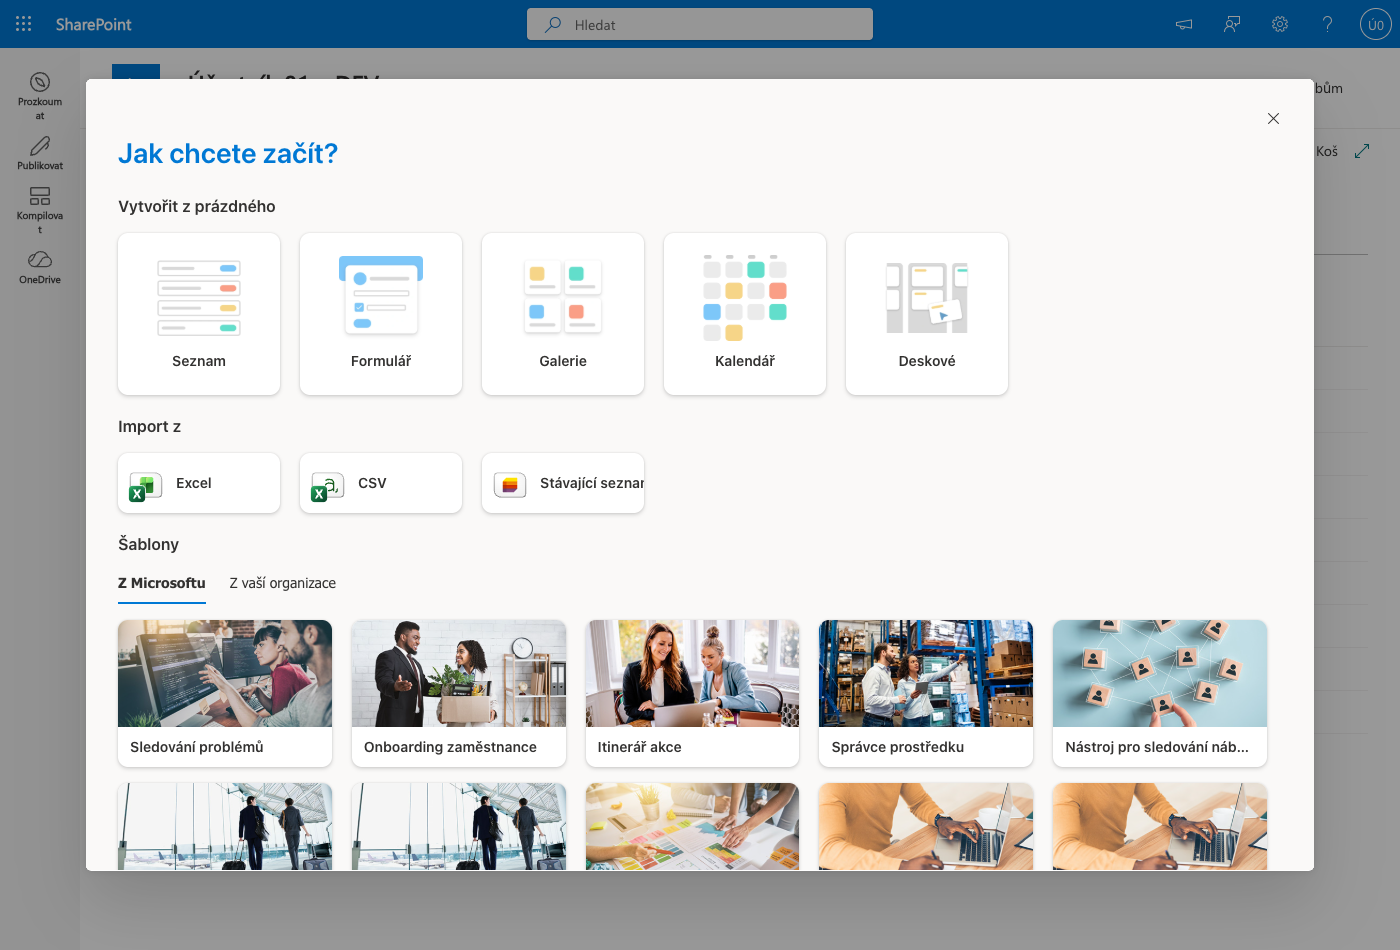 SharePoint
Hledat
Ú0
Prozkoum
at
Publikovat
Kompilova
t
OneDrive
bům
Koš
Jak chcete začít?
Vytvořit z prázdného
Seznam
Formulář
Galerie
Kalendář
Deskové
Import z
Excel
CSV
Stávající seznam
Šablony
Z Microsoftu
Z vaší organizace
Sledování problémů
Onboarding zaměstnance
Itinerář akce
Správce prostředku
Nástroj pro sledování náb...